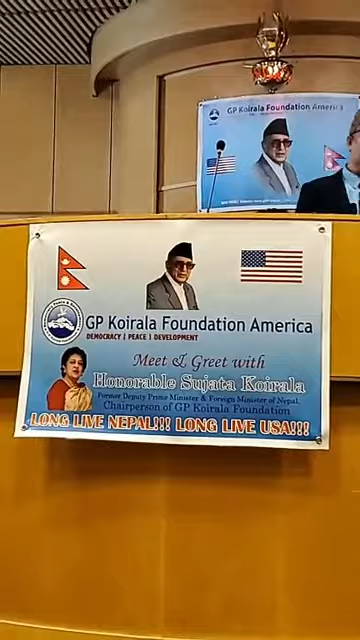 GP Koirala Foundation America
GP Koirala Foundation America
DEMOCRACY | PEACE | DEVELOPMENT
Meet & Greet with
Honorable Sujata Koirala
Former Deputy Prime Minister & Foreign Minister of Nepal,
Chairperson of GP Koirala Foundation
LONG LIVE NEPAL!!! LONG LIVE USA!!!